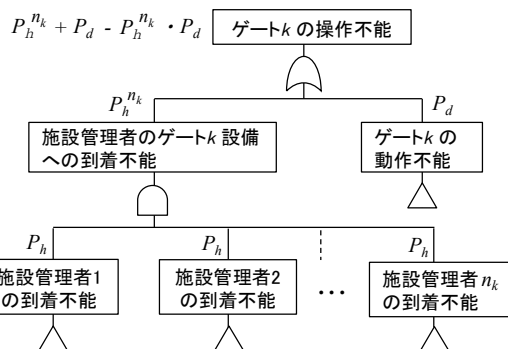 P_h^{n_k} + P_d - P_h^{n_k}・P_d
ゲートk の操作不能
P_h^{n_k}
P_d
施設管理者のゲートk 設備
への到着不能
ゲートk の
動作不能
P_h
P_h
P_h
施設管理者1
の到着不能
施設管理者2
の到着不能
…
施設管理者 n_k
の到着不能